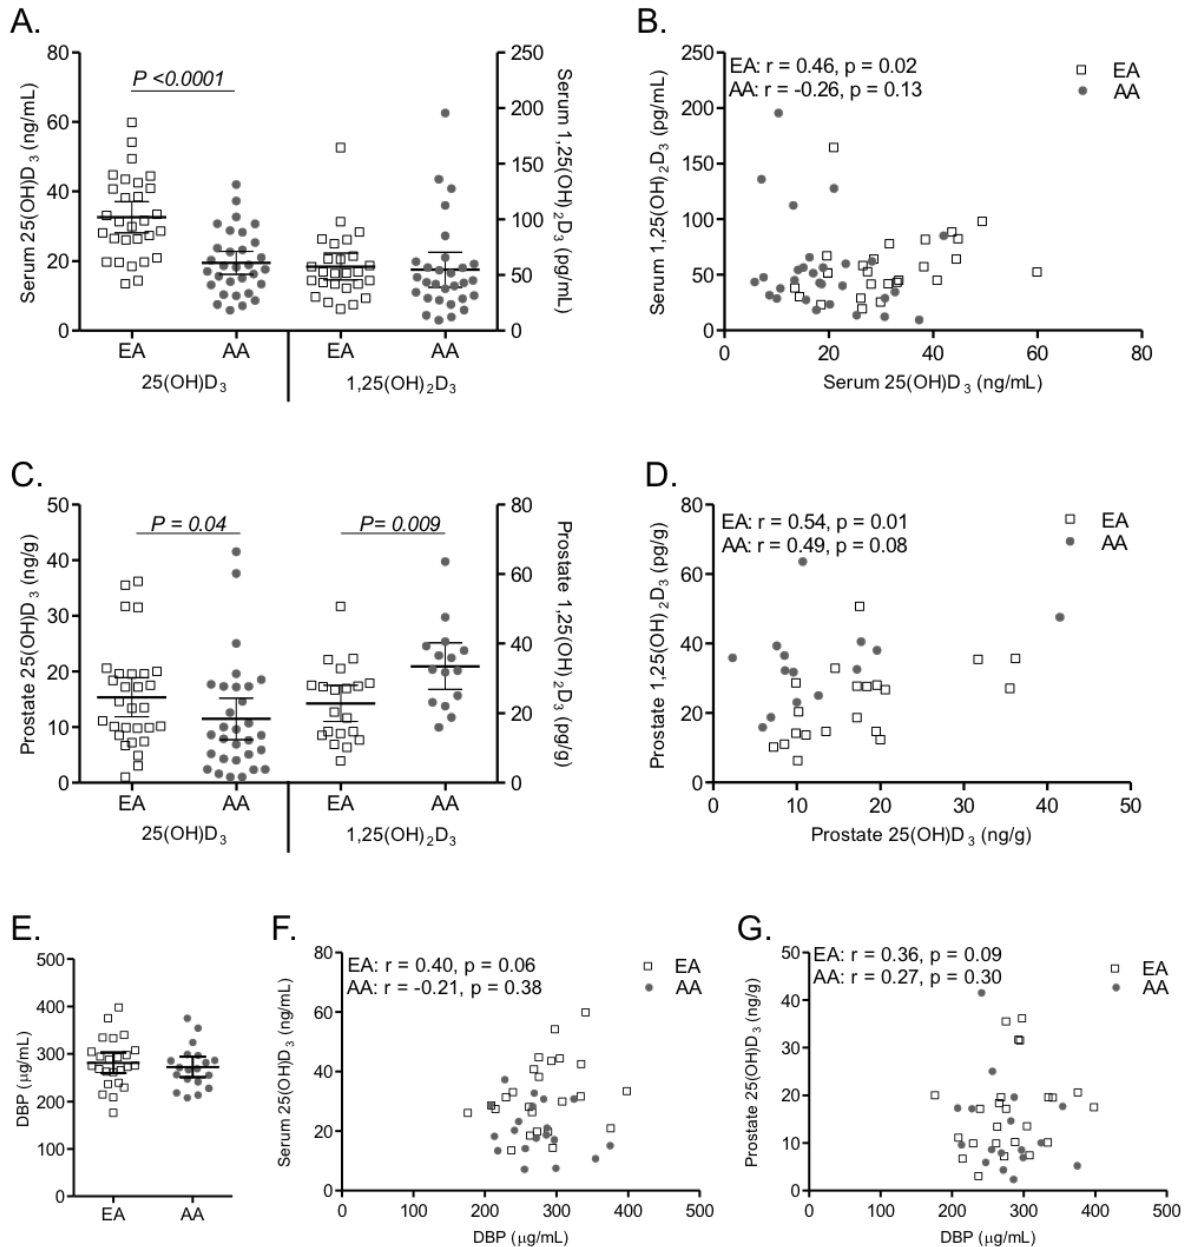 A.
80
60
40
20
0
Serum 25(OH)D3 (ng/mL)
P <0.0001
250
200
150
100
50
0
Serum 1,25(OH)2D3 (pg/mL)
EA
AA
EA
AA
25(OH)D3
1,25(OH)2D3
B.
250
200
150
100
50
0
Serum 1,25(OH)2D3 (pg/mL)
EA: r = 0.46, p = 0.02
AA: r = -0.26, p = 0.13
EA
AA
0
20
40
60
80
Serum 25(OH)D3 (ng/mL)
C.
50
40
30
20
10
0
Prostate 25(OH)D3 (ng/g)
P = 0.04
P= 0.009
80
60
40
20
0
Prostate 1,25(OH)2D3 (pg/g)
EA
AA
EA
AA
25(OH)D3
1,25(OH)2D3
D.
80
60
40
20
0
Prostate 1,25(OH)2D3 (pg/g)
EA: r = 0.54, p = 0.01
AA: r = 0.49, p = 0.08
EA
AA
0
10
20
30
40
50
Prostate 25(OH)D3 (ng/g)
E.
500
400
300
200
100
0
DBP (μg/mL)
EA
AA
F.
80
60
40
20
0
Serum 25(OH)D3 (ng/mL)
EA: r = 0.40, p = 0.06
AA: r = -0.21, p = 0.38
EA
AA
0
100
200
300
400
500
DBP (μg/mL)
G.
50
40
30
20
10
0
Prostate 25(OH)D3 (ng/g)
EA: r = 0.36, p = 0.09
AA: r = 0.27, p = 0.30
EA
AA
0
100
200
300
400
500
DBP (μg/mL)